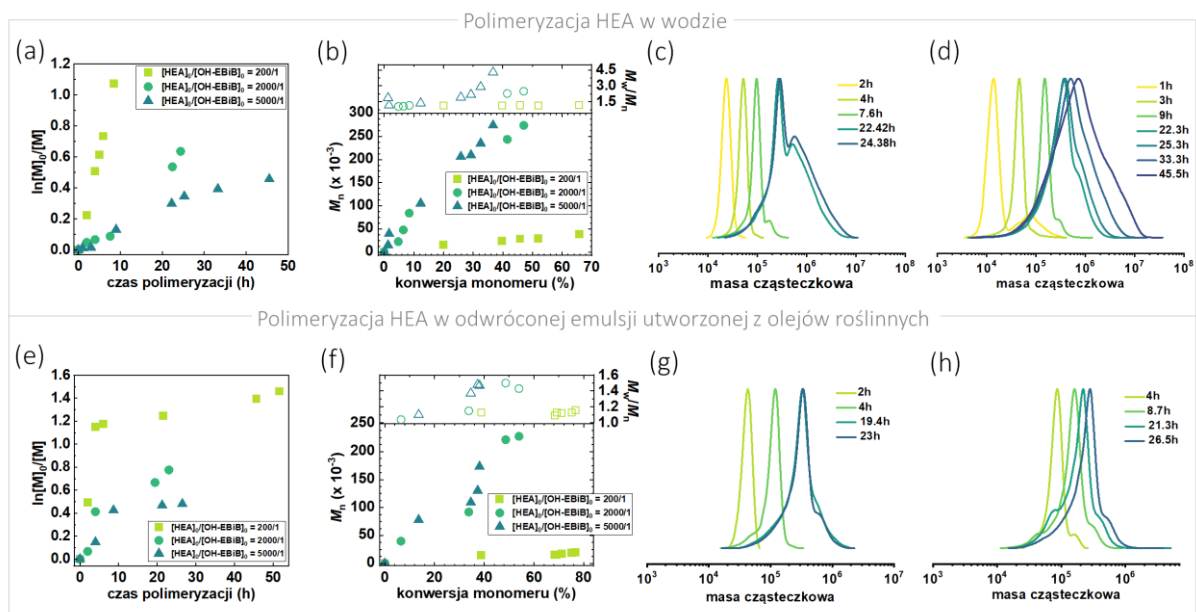 Polimeryzacja HEA w wodzie
(a)
ln[M]₀/[M]
1.2
1.0
0.8
0.6
0.4
0.2
0.0
[HEA]₀/[OH-EBiB]₀ = 200/1
[HEA]₀/[OH-EBiB]₀ = 2000/1
[HEA]₀/[OH-EBiB]₀ = 5000/1
0 10 20 30 40 50
czas polimeryzacji (h)
(b)
4.5
3.0
1.5
Mw/Mn
Mn (x 10⁻³)
300
250
200
150
100
50
0
[HEA]₀/[OH-EBiB]₀ = 200/1
[HEA]₀/[OH-EBiB]₀ = 2000/1
[HEA]₀/[OH-EBiB]₀ = 5000/1
0 10 20 30 40 50 60 70
konwersja monomeru (%)
(c)
2h
4h
7.6h
22.42h
24.38h
10³ 10⁴ 10⁵ 10⁶ 10⁷ 10⁸
masa cząsteczkowa
(d)
1h
3h
9h
22.3h
25.3h
33.3h
45.5h
10³ 10⁴ 10⁵ 10⁶ 10⁷ 10⁸
masa cząsteczkowa
Polimeryzacja HEA w odwróconej emulsji utworzonej z olejów roślinnych
(e)
ln[M]₀/[M]
1.6
1.4
1.2
1.0
0.8
0.6
0.4
0.2
0.0
[HEA]₀/[OH-EBiB]₀ = 200/1
[HEA]₀/[OH-EBiB]₀ = 2000/1
[HEA]₀/[OH-EBiB]₀ = 5000/1
0 10 20 30 40 50
czas polimeryzacji (h)
(f)
1.6
1.4
1.2
1.0
Mw/Mn
Mn (x 10⁻³)
250
200
150
100
50
0
[HEA]₀/[OH-EBiB]₀ = 200/1
[HEA]₀/[OH-EBiB]₀ = 2000/1
[HEA]₀/[OH-EBiB]₀ = 5000/1
0 20 40 60 80
konwersja monomeru (%)
(g)
2h
4h
19.4h
23h
10³ 10⁴ 10⁵ 10⁶ 10⁷
masa cząsteczkowa
(h)
4h
8.7h
21.3h
26.5h
10³ 10⁴ 10⁵ 10⁶
masa cząsteczkowa